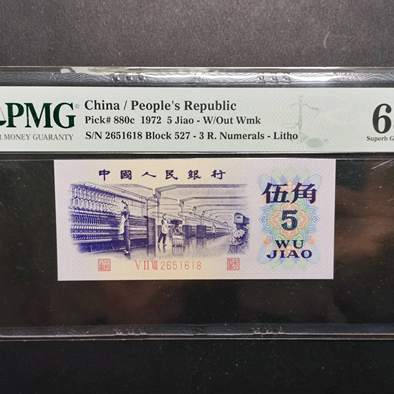 PMG
MONEY GUARANTY
China / People's Republic
Pick# 880c 1972 5 Jiao - W/Out Wmk
S/N 2651618 Block 527 - 3 R. Numerals - Litho
6
Superb G
中國人民銀行
伍角
5
WU
JIAO
V II VII 2651618